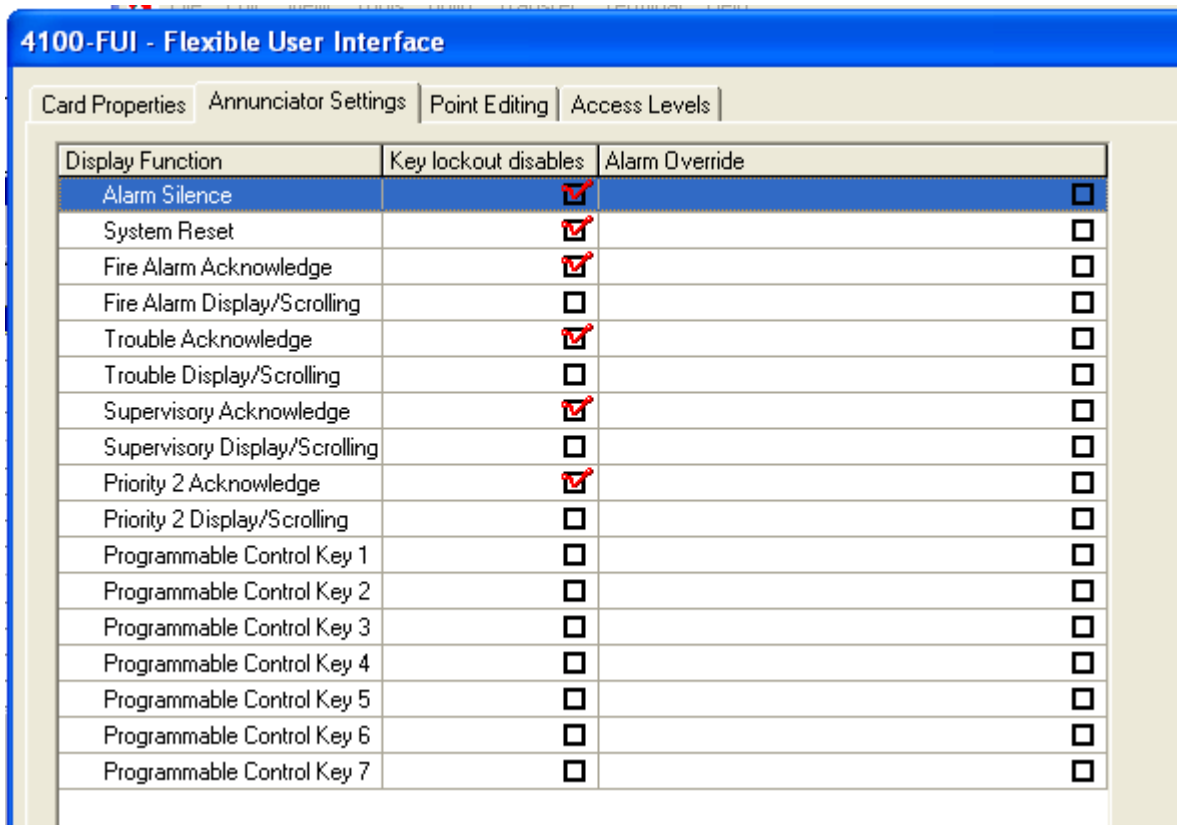 4100-FUI - Flexible User Interface
Card Properties Annunciator Settings Point Editing Access Levels
Display Function Key lockout disables Alarm Override
Alarm Silence
System Reset
Fire Alarm Acknowledge
Fire Alarm Display/Scrolling
Trouble Acknowledge
Trouble Display/Scrolling
Supervisory Acknowledge
Supervisory Display/Scrolling
Priority 2 Acknowledge
Priority 2 Display/Scrolling
Programmable Control Key 1
Programmable Control Key 2
Programmable Control Key 3
Programmable Control Key 4
Programmable Control Key 5
Programmable Control Key 6
Programmable Control Key 7